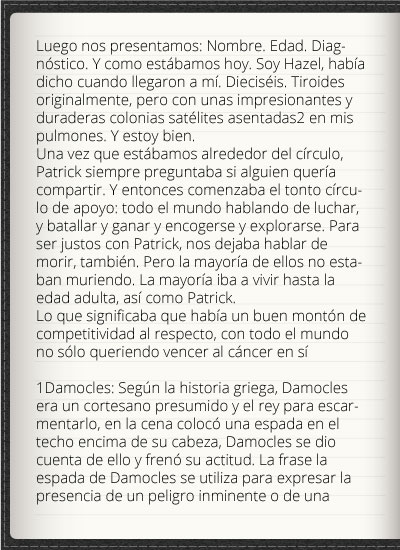 Luego nos presentamos: Nombre. Edad. Diag-
nóstico. Y como estábamos hoy. Soy Hazel, había
dicho cuando llegaron a mí. Dieciséis. Tiroides
originalmente, pero con unas impresionantes y
duraderas colonias satélites asentadas2 en mis
pulmones. Y estoy bien.
Una vez que estábamos alrededor del círculo,
Patrick siempre preguntaba si alguien quería
compartir. Y entonces comenzaba el tonto círcu-
lo de apoyo: todo el mundo hablando de luchar,
y batallar y ganar y encogerse y explorarse. Para
ser justos con Patrick, nos dejaba hablar de
morir, también. Pero la mayoría de ellos no esta-
ban muriendo. La mayoría iba a vivir hasta la
edad adulta, así como Patrick.
Lo que significaba que había un buen montón de
competitividad al respecto, con todo el mundo
no sólo queriendo vencer al cáncer en sí
1Damocles: Según la historia griega, Damocles
era un cortesano presumido y el rey para escar-
mentarlo, en la cena colocó una espada en el
techo encima de su cabeza, Damocles se dio
cuenta de ello y frenó su actitud. La frase la
espada de Damocles se utiliza para expresar la
presencia de un peligro inminente o de una